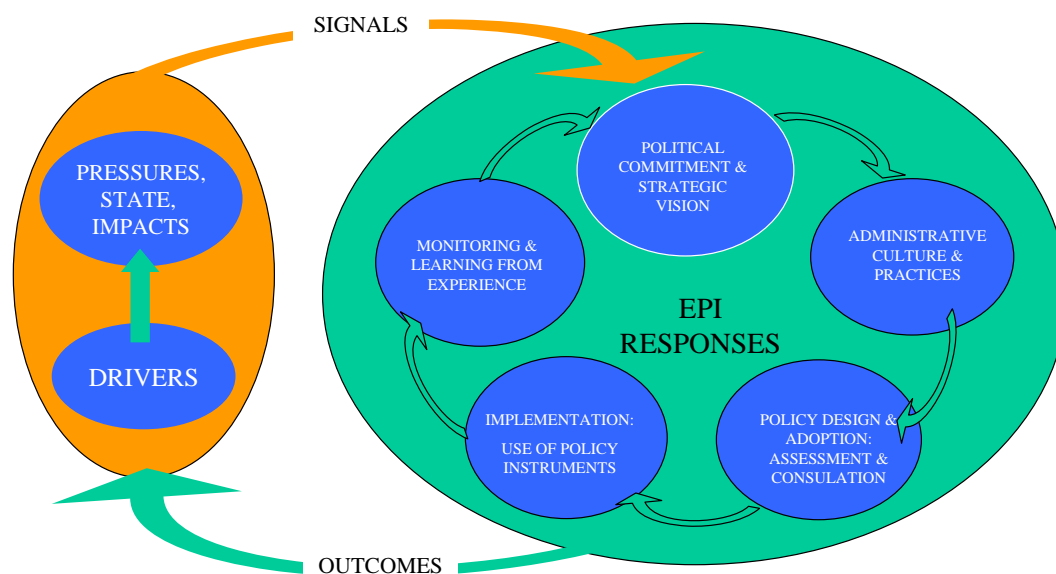 SIGNALS
PRESSURES,
STATE,
IMPACTS
DRIVERS
POLITICAL
COMMITMENT &
STRATEGIC
VISION
ADMINISTRATIVE
CULTURE &
PRACTICES
MONITORING &
LEARNING FROM
EXPERIENCE
EPI
RESPONSES
IMPLEMENTATION:
USE OF POLICY
INSTRUMENTS
POLICY DESIGN &
ADOPTION:
ASSESSMENT &
CONSULATION
OUTCOMES